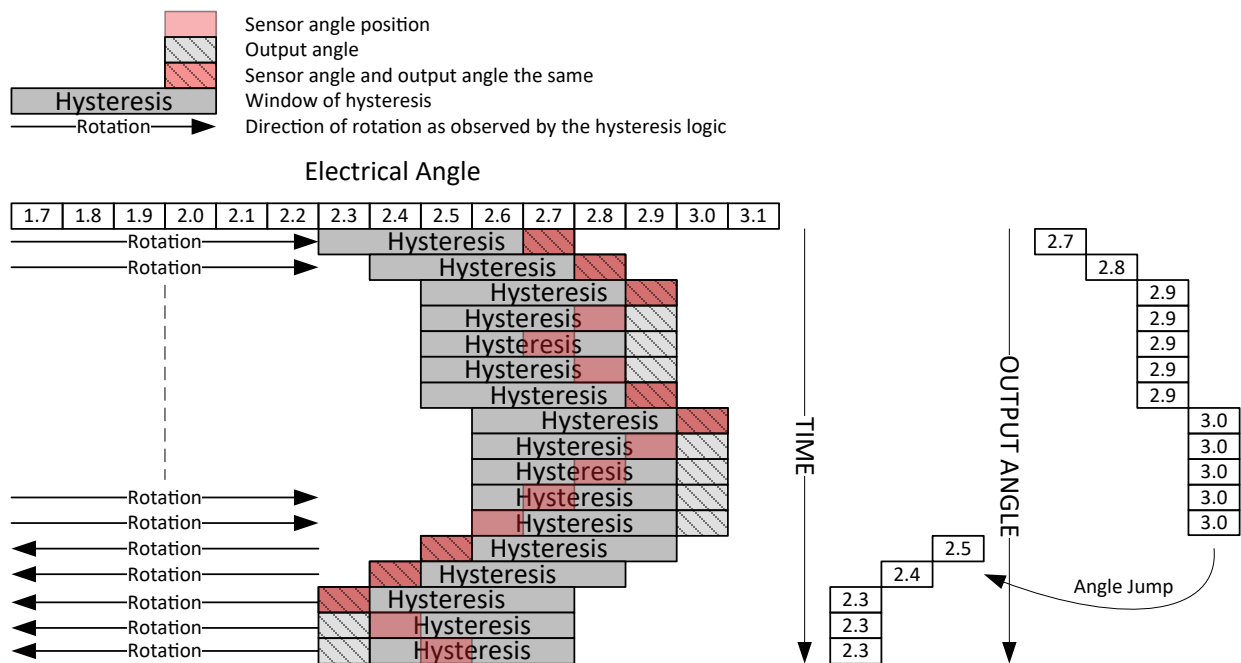 Sensor angle position
Output angle
Sensor angle and output angle the same
Hysteresis Window of hysteresis
Rotation Direction of rotation as observed by the hysteresis logic
Electrical Angle
1.7 1.8 1.9 2.0 2.1 2.2 2.3 2.4 2.5 2.6 2.7 2.8 2.9 3.0 3.1
Rotation Hysteresis 2.7
Rotation Hysteresis 2.8
Hysteresis 2.9
Hysteresis 2.9
Hysteresis 2.9
Hysteresis 2.9
Hysteresis 2.9
Hysteresis 3.0
Hysteresis 3.0
Hysteresis 3.0
Rotation Hysteresis 3.0
Rotation Hysteresis 3.0
Rotation Hysteresis 2.5
Rotation Hysteresis 2.4
Rotation Hysteresis 2.3
Rotation Hysteresis 2.3
Rotation Hysteresis 2.3
TIME
OUTPUT ANGLE
Angle Jump